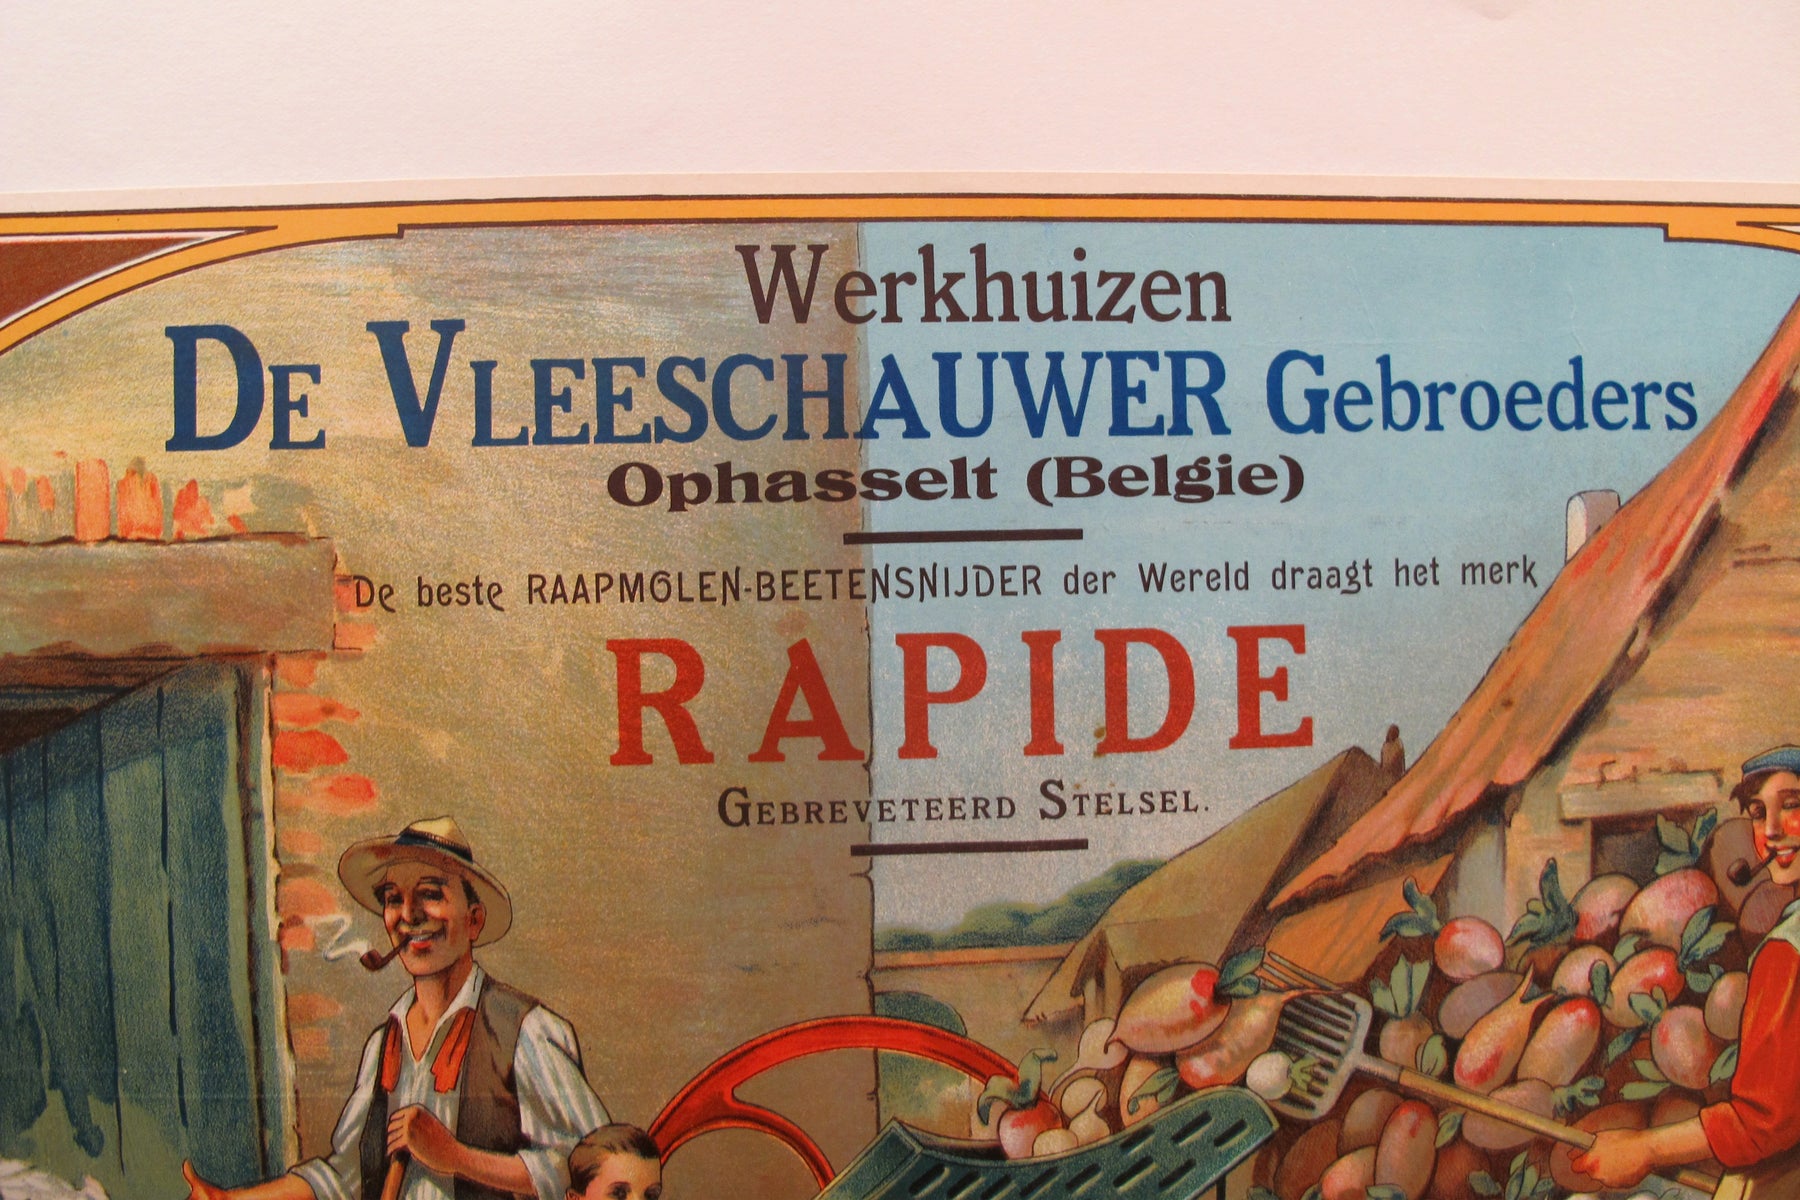 Werkhuizen
DE VLEESCHAUWER Gebroeders
Ophasselt (Belgie)
De beste RAAPMOLEN-BEETENSNIJDER der Wereld draagt het merk
RAPIDE
GEBREVETEERD STELSEL.